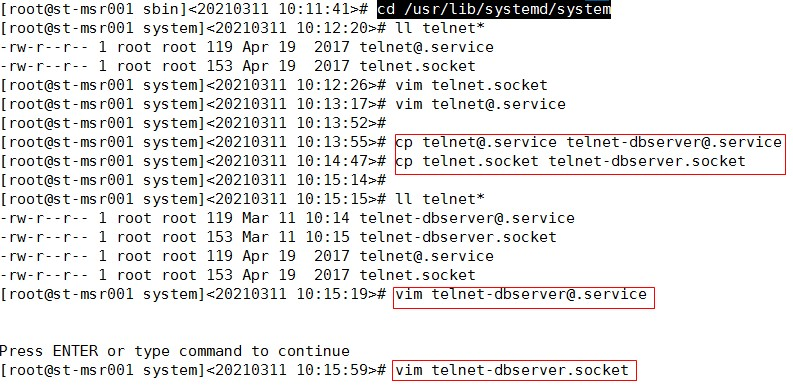 [root@st-msr001 sbin]<20210311 10:11:41># cd /usr/lib/systemd/system
[root@st-msr001 system]<20210311 10:12:20># ll telnet*
-rw-r--r-- 1 root root 119 Apr 19  2017 telnet@.service
-rw-r--r-- 1 root root 153 Apr 19  2017 telnet.socket
[root@st-msr001 system]<20210311 10:12:26># vim telnet.socket
[root@st-msr001 system]<20210311 10:13:17># vim telnet@.service
[root@st-msr001 system]<20210311 10:13:52>#
[root@st-msr001 system]<20210311 10:13:55># cp telnet@.service telnet-dbserver@.service
[root@st-msr001 system]<20210311 10:14:47># cp telnet.socket telnet-dbserver.socket
[root@st-msr001 system]<20210311 10:15:14>#
[root@st-msr001 system]<20210311 10:15:15># ll telnet*
-rw-r--r-- 1 root root 119 Mar 11 10:14 telnet-dbserver@.service
-rw-r--r-- 1 root root 153 Mar 11 10:15 telnet-dbserver.socket
-rw-r--r-- 1 root root 119 Apr 19  2017 telnet@.service
-rw-r--r-- 1 root root 153 Apr 19  2017 telnet.socket
[root@st-msr001 system]<20210311 10:15:19># vim telnet-dbserver@.service
Press ENTER or type command to continue
[root@st-msr001 system]<20210311 10:15:59># vim telnet-dbserver.socket